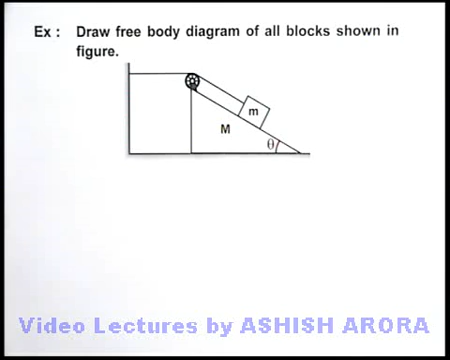 Ex : Draw free body diagram of all blocks shown in
figure.
m
M
θ
Video Lectures by ASHISH ARORA